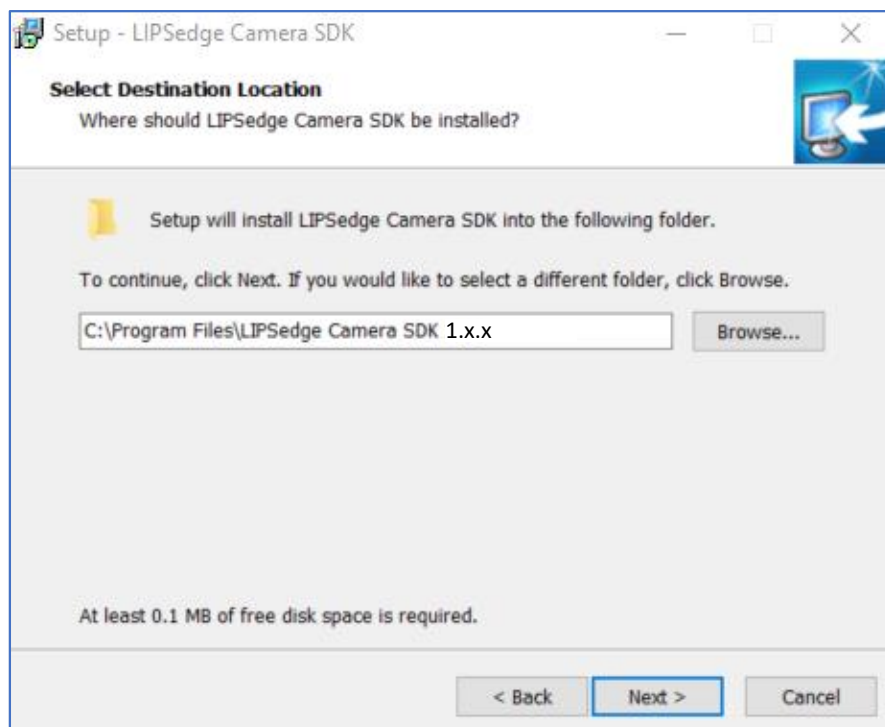 Setup - LIPSedge Camera SDK
Select Destination Location
Where should LIPSedge Camera SDK be installed?
Setup will install LIPSedge Camera SDK into the following folder.
To continue, click Next. If you would like to select a different folder, click Browse.
C:\Program Files\LIPSedge Camera SDK 1.x.x
Browse...
At least 0.1 MB of free disk space is required.
< Back
Next >
Cancel